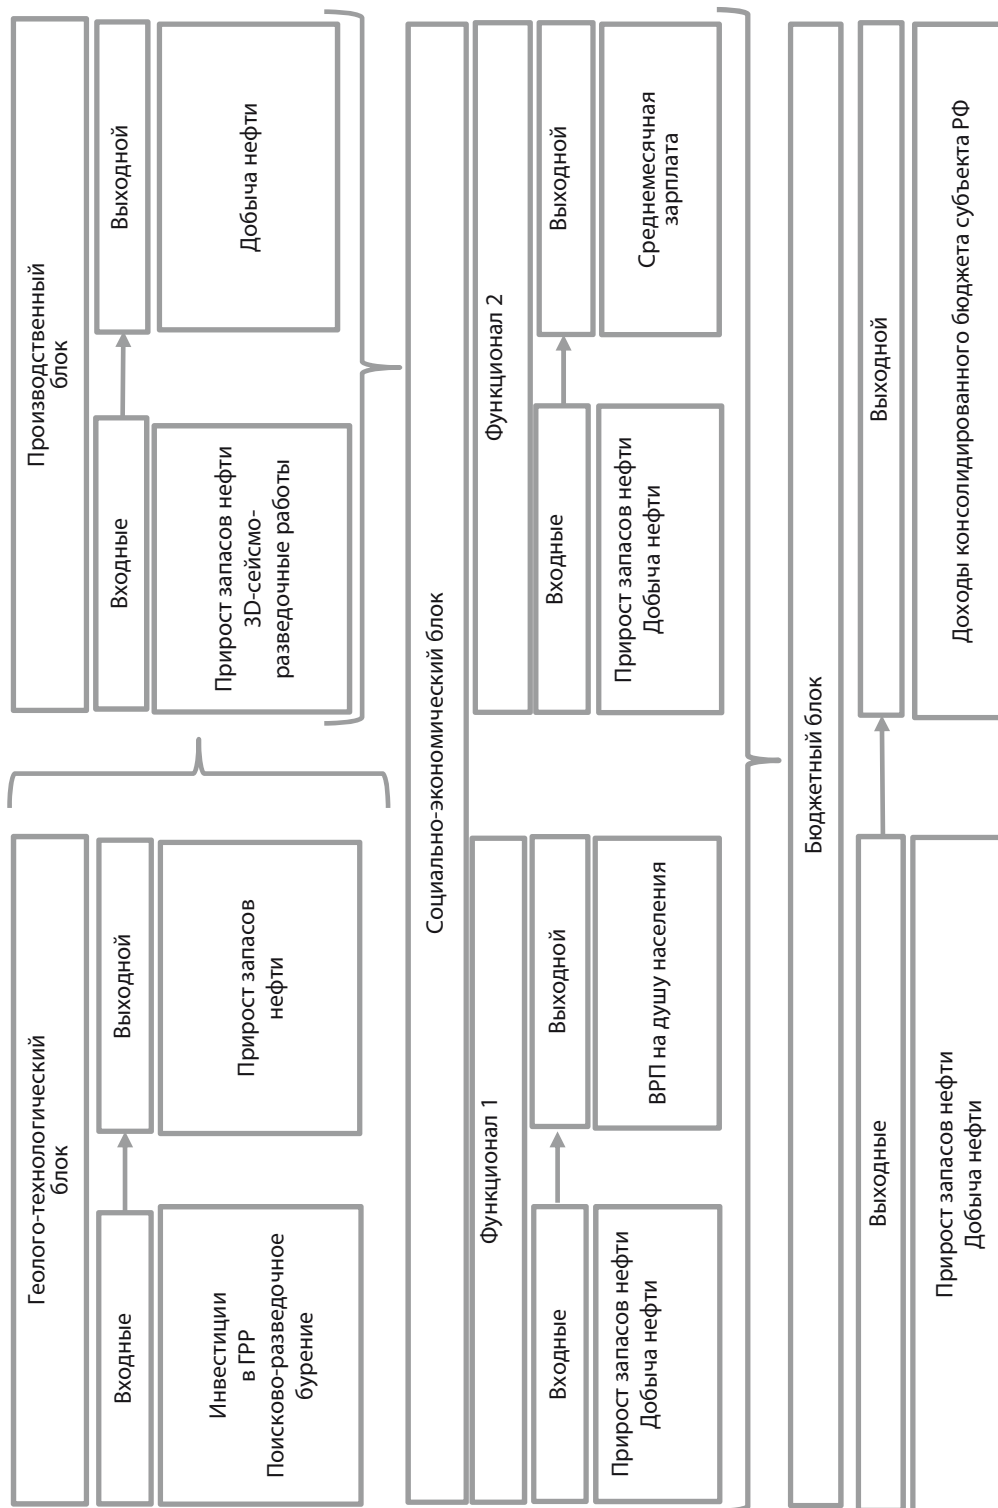 Геолого-технологический
блок
Входные
Выходной
Инвестиции
в ГРР
Поисково-разведочное
бурение
Прирост запасов
нефти
Производственный
блок
Входные
Выходной
Прирост запасов нефти
3D-сейсмо-
разведочные работы
Добыча нефти
Социально-экономический блок
Функционал 1
Входные
Выходной
Прирост запасов нефти
Добыча нефти
ВРП на душу населения
Функционал 2
Входные
Выходной
Прирост запасов нефти
Добыча нефти
Среднемесячная
зарплата
Бюджетный блок
Выходные
Выходной
Прирост запасов нефти
Добыча нефти
Доходы консолидированного бюджета субъекта РФ